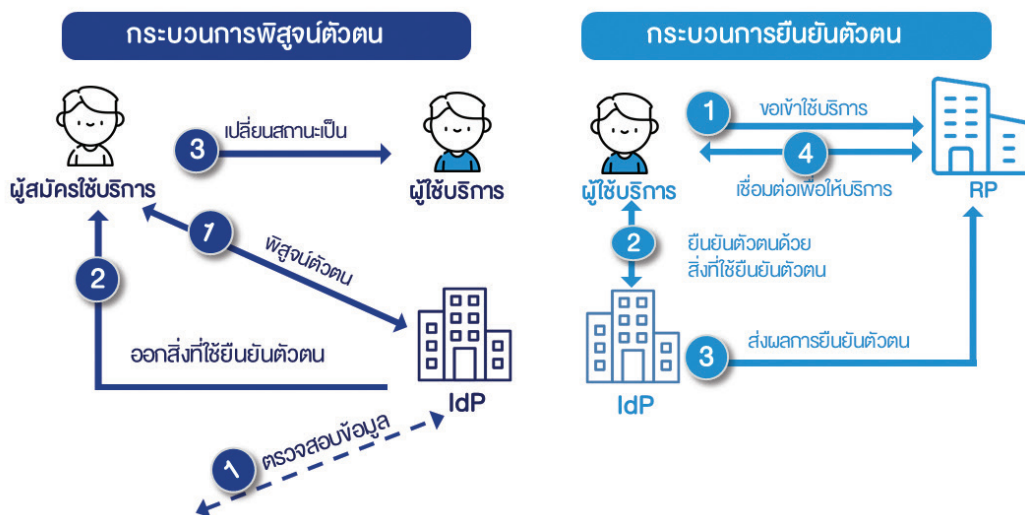 กระบวนการพิสูจน์ตัวตน
3
เปลี่ยนสถานะเป็น
ผู้สมัครใช้บริการ
ผู้ใช้บริการ
1
พิสูจน์ตัวตน
2
ออกสิ่งที่ใช้ยืนยันตัวตน
IdP
1
ตรวจสอบข้อมูล
กระบวนการยืนยันตัวตน
1
ขอเข้าใช้บริการ
4
เชื่อมต่อเพื่อให้บริการ
ผู้ใช้บริการ
RP
2
ยืนยันตัวตนด้วย
สิ่งที่ใช้ยืนยันตัวตน
3
ส่งผลการยืนยันตัวตน
IdP